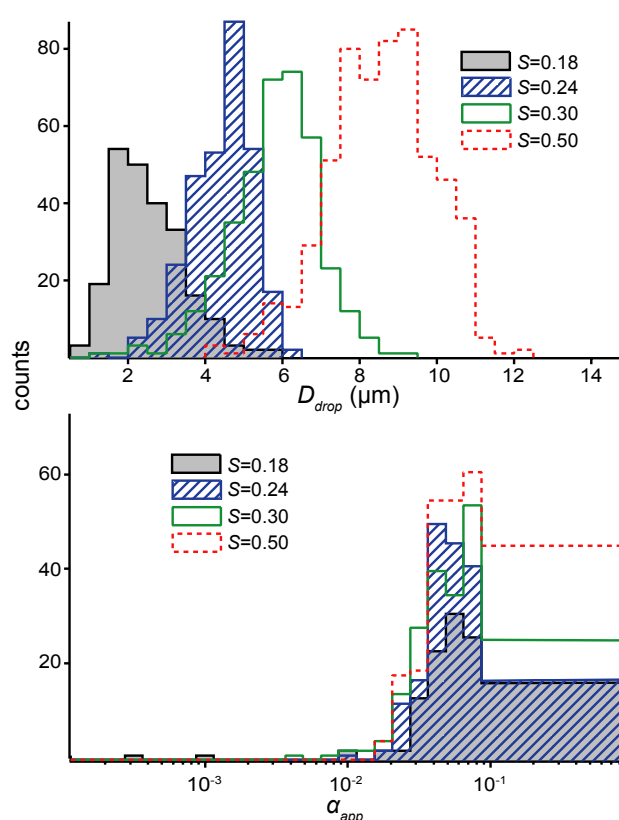 80
60
40
20
S=0.18
S=0.24
S=0.30
S=0.50
2 4 6 8 10 12 14
D_drop (μm)
counts
60
40
20
S=0.18
S=0.24
S=0.30
S=0.50
10⁻³ 10⁻² 10⁻¹
α_app